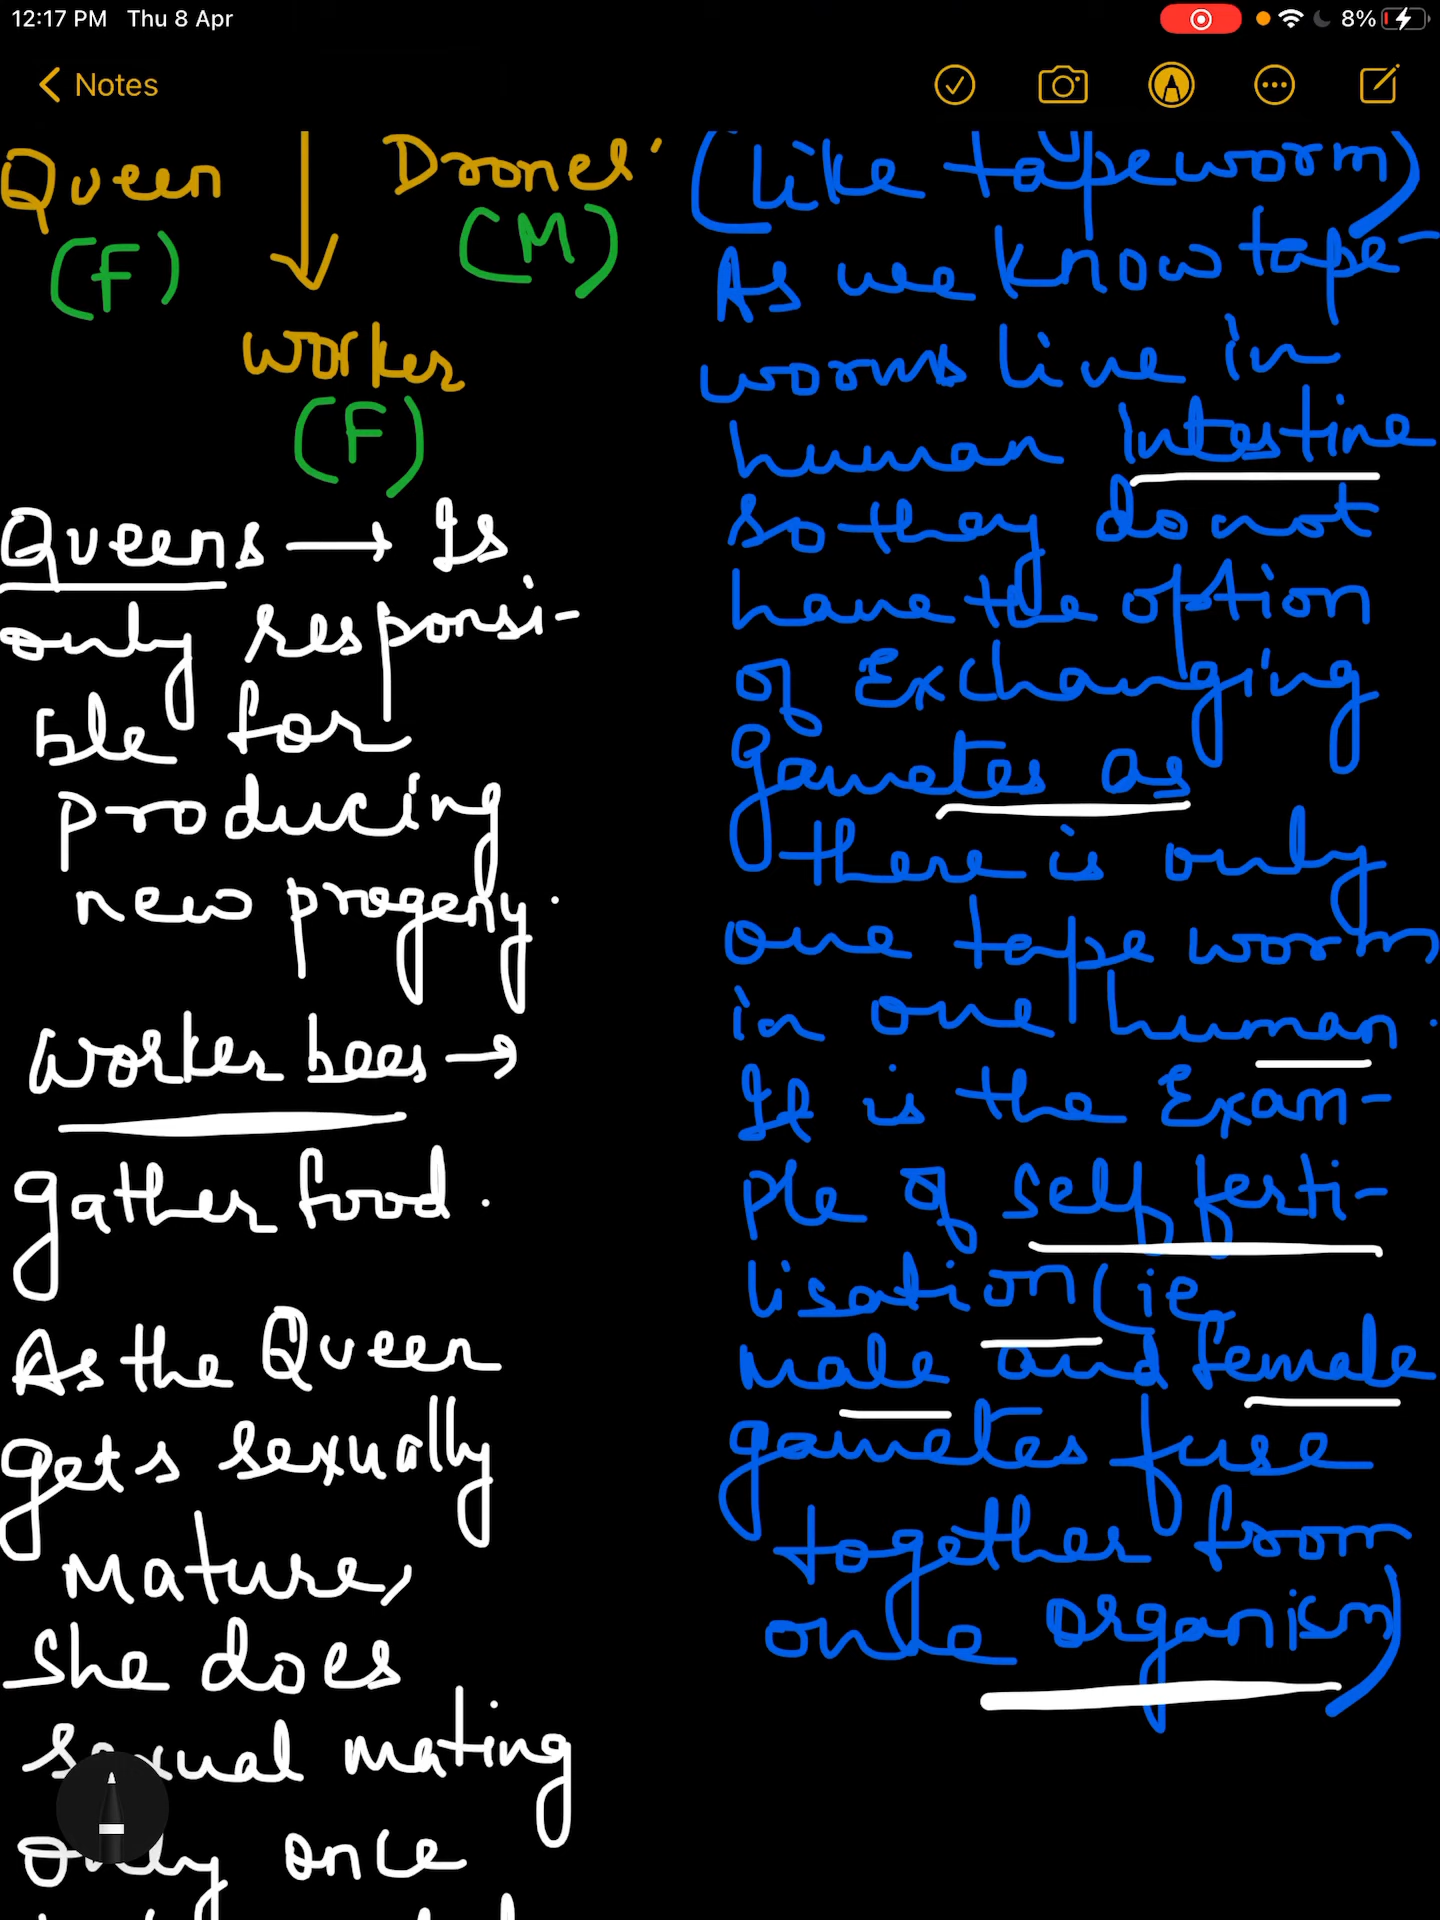 12:17 PM Thu 8 Apr 8%
Notes
Queen Drones
(F) (M)
Worker
(F)
Queens → Is
only responsi-
ble for
producing
new progeny.
Worker bees →
gather food.
As the Queen
gets sexually
Mature,
She does
sexual mating
only once
(like tapeworm)
As we know tape-
worms live in
human intestine
so they do not
have the option
of Exchanging
gametes as
there is only
one tape worm
in one human.
It is the Exam-
ple of self ferti-
lisation (ie,
male and female
gametes fuse
together from
one organism)